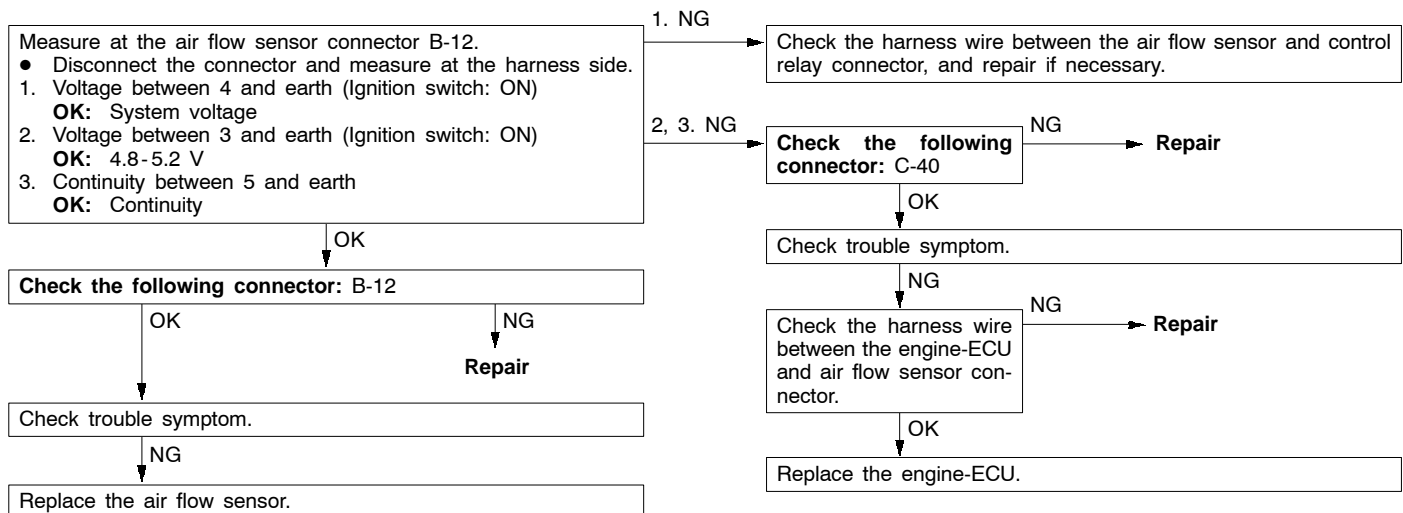 Measure at the air flow sensor connector B-12.
● Disconnect the connector and measure at the harness side.
1. Voltage between 4 and earth (Ignition switch: ON)
OK: System voltage
2. Voltage between 3 and earth (Ignition switch: ON)
OK: 4.8-5.2 V
3. Continuity between 5 and earth
OK: Continuity
1. NG
Check the harness wire between the air flow sensor and control
relay connector, and repair if necessary.
2, 3. NG
Check the following
connector: C-40
NG
Repair
OK
Check trouble symptom.
NG
Check the harness wire
between the engine-ECU
and air flow sensor con-
nector.
NG
Repair
OK
Replace the engine-ECU.
OK
Check the following connector: B-12
OK
NG
Repair
Check trouble symptom.
NG
Replace the air flow sensor.